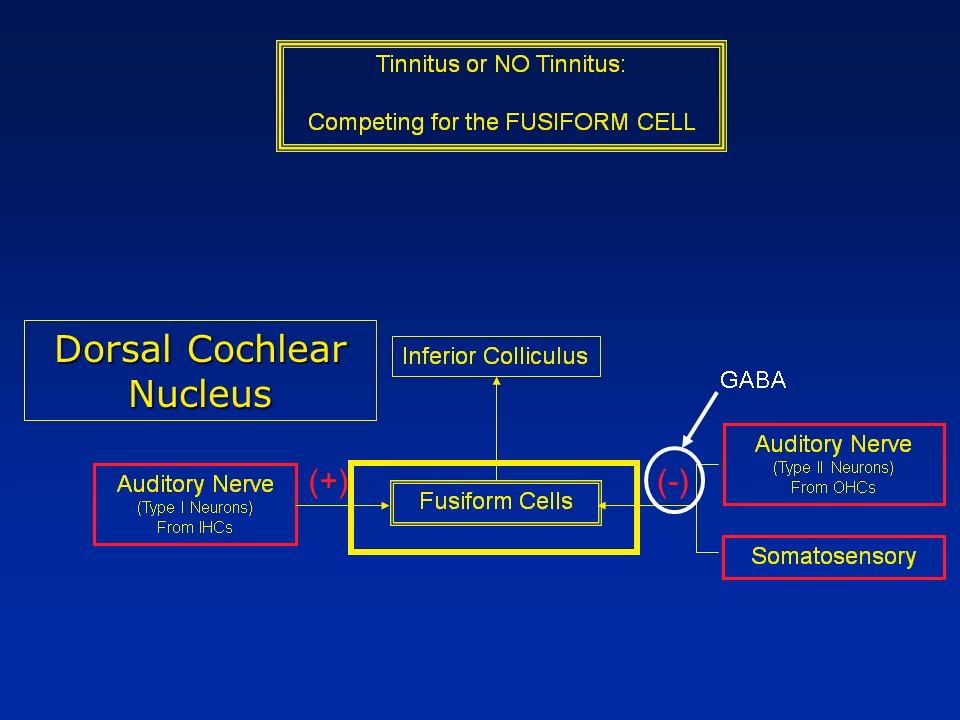 Tinnitus or NO Tinnitus:
Competing for the FUSIFORM CELL
Dorsal Cochlear
Nucleus
Inferior Colliculus
GABA
Auditory Nerve
(Type I Neurons)
From IHCs
(+)
Fusiform Cells
(-)
Auditory Nerve
(Type II Neurons)
From OHCs
Somatosensory